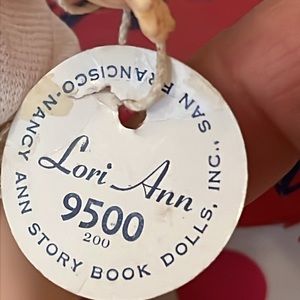 NANCY ANN STORY BOOK DOLLS, INC., SAN FRANCISCO-
Lori Ann
9500
200